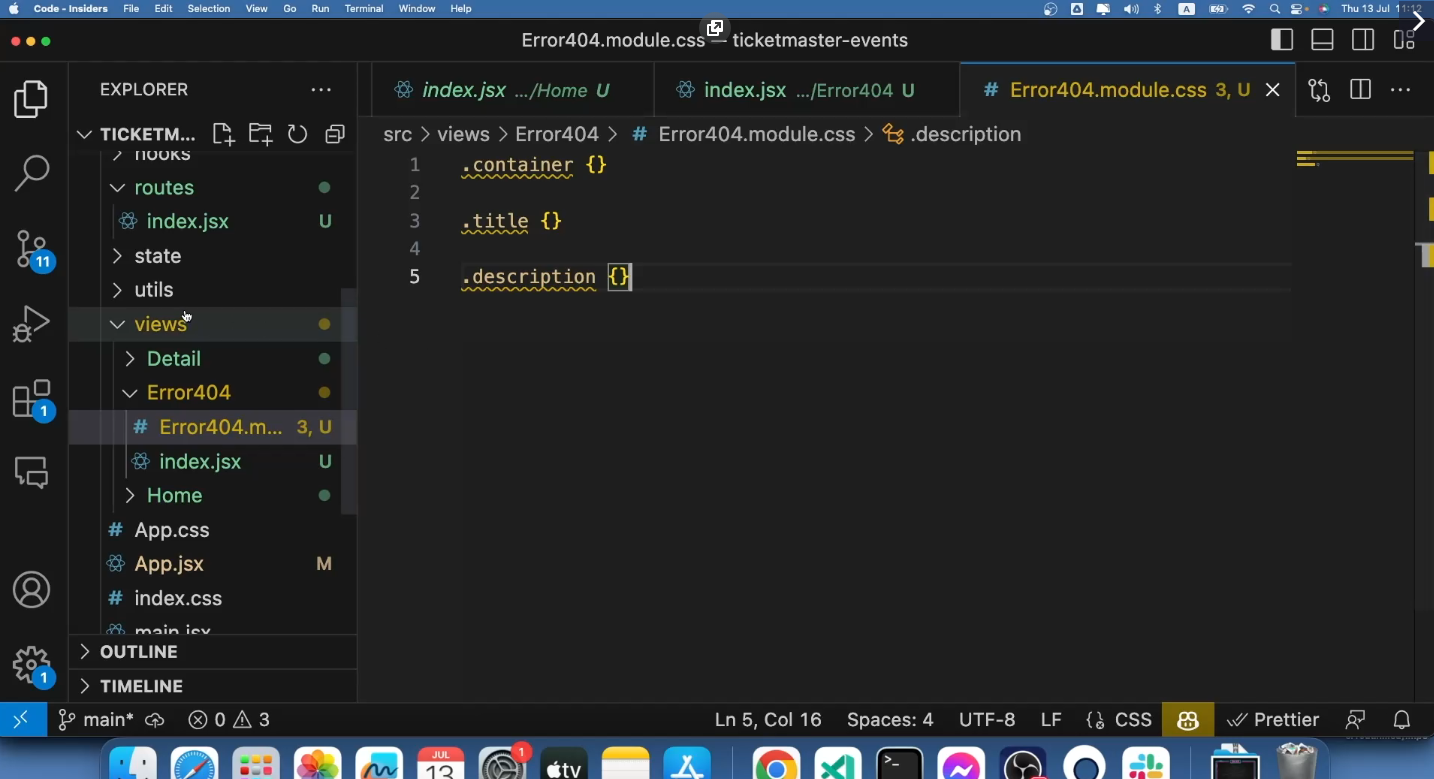 Code - Insiders File Edit Selection View Go Run Terminal Window Help A Thu 13 Jul 11:12
Error404.module.css — ticketmaster-events
EXPLORER
index.jsx .../Home U
index.jsx .../Error404 U
# Error404.module.css 3, U
TICKETM...
src > views > Error404 > # Error404.module.css > .description
hooks
routes
index.jsx U
state
utils
views
Detail
Error404
# Error404.m... 3, U
index.jsx U
Home
# App.css
App.jsx M
# index.css
main.jsx
OUTLINE
TIMELINE
1 .container {}
2
3 .title {}
4
5 .description {}
11
1
1
main* 0 3 Ln 5, Col 16 Spaces: 4 UTF-8 LF {} CSS Prettier
JUL
13
1
tv
>_